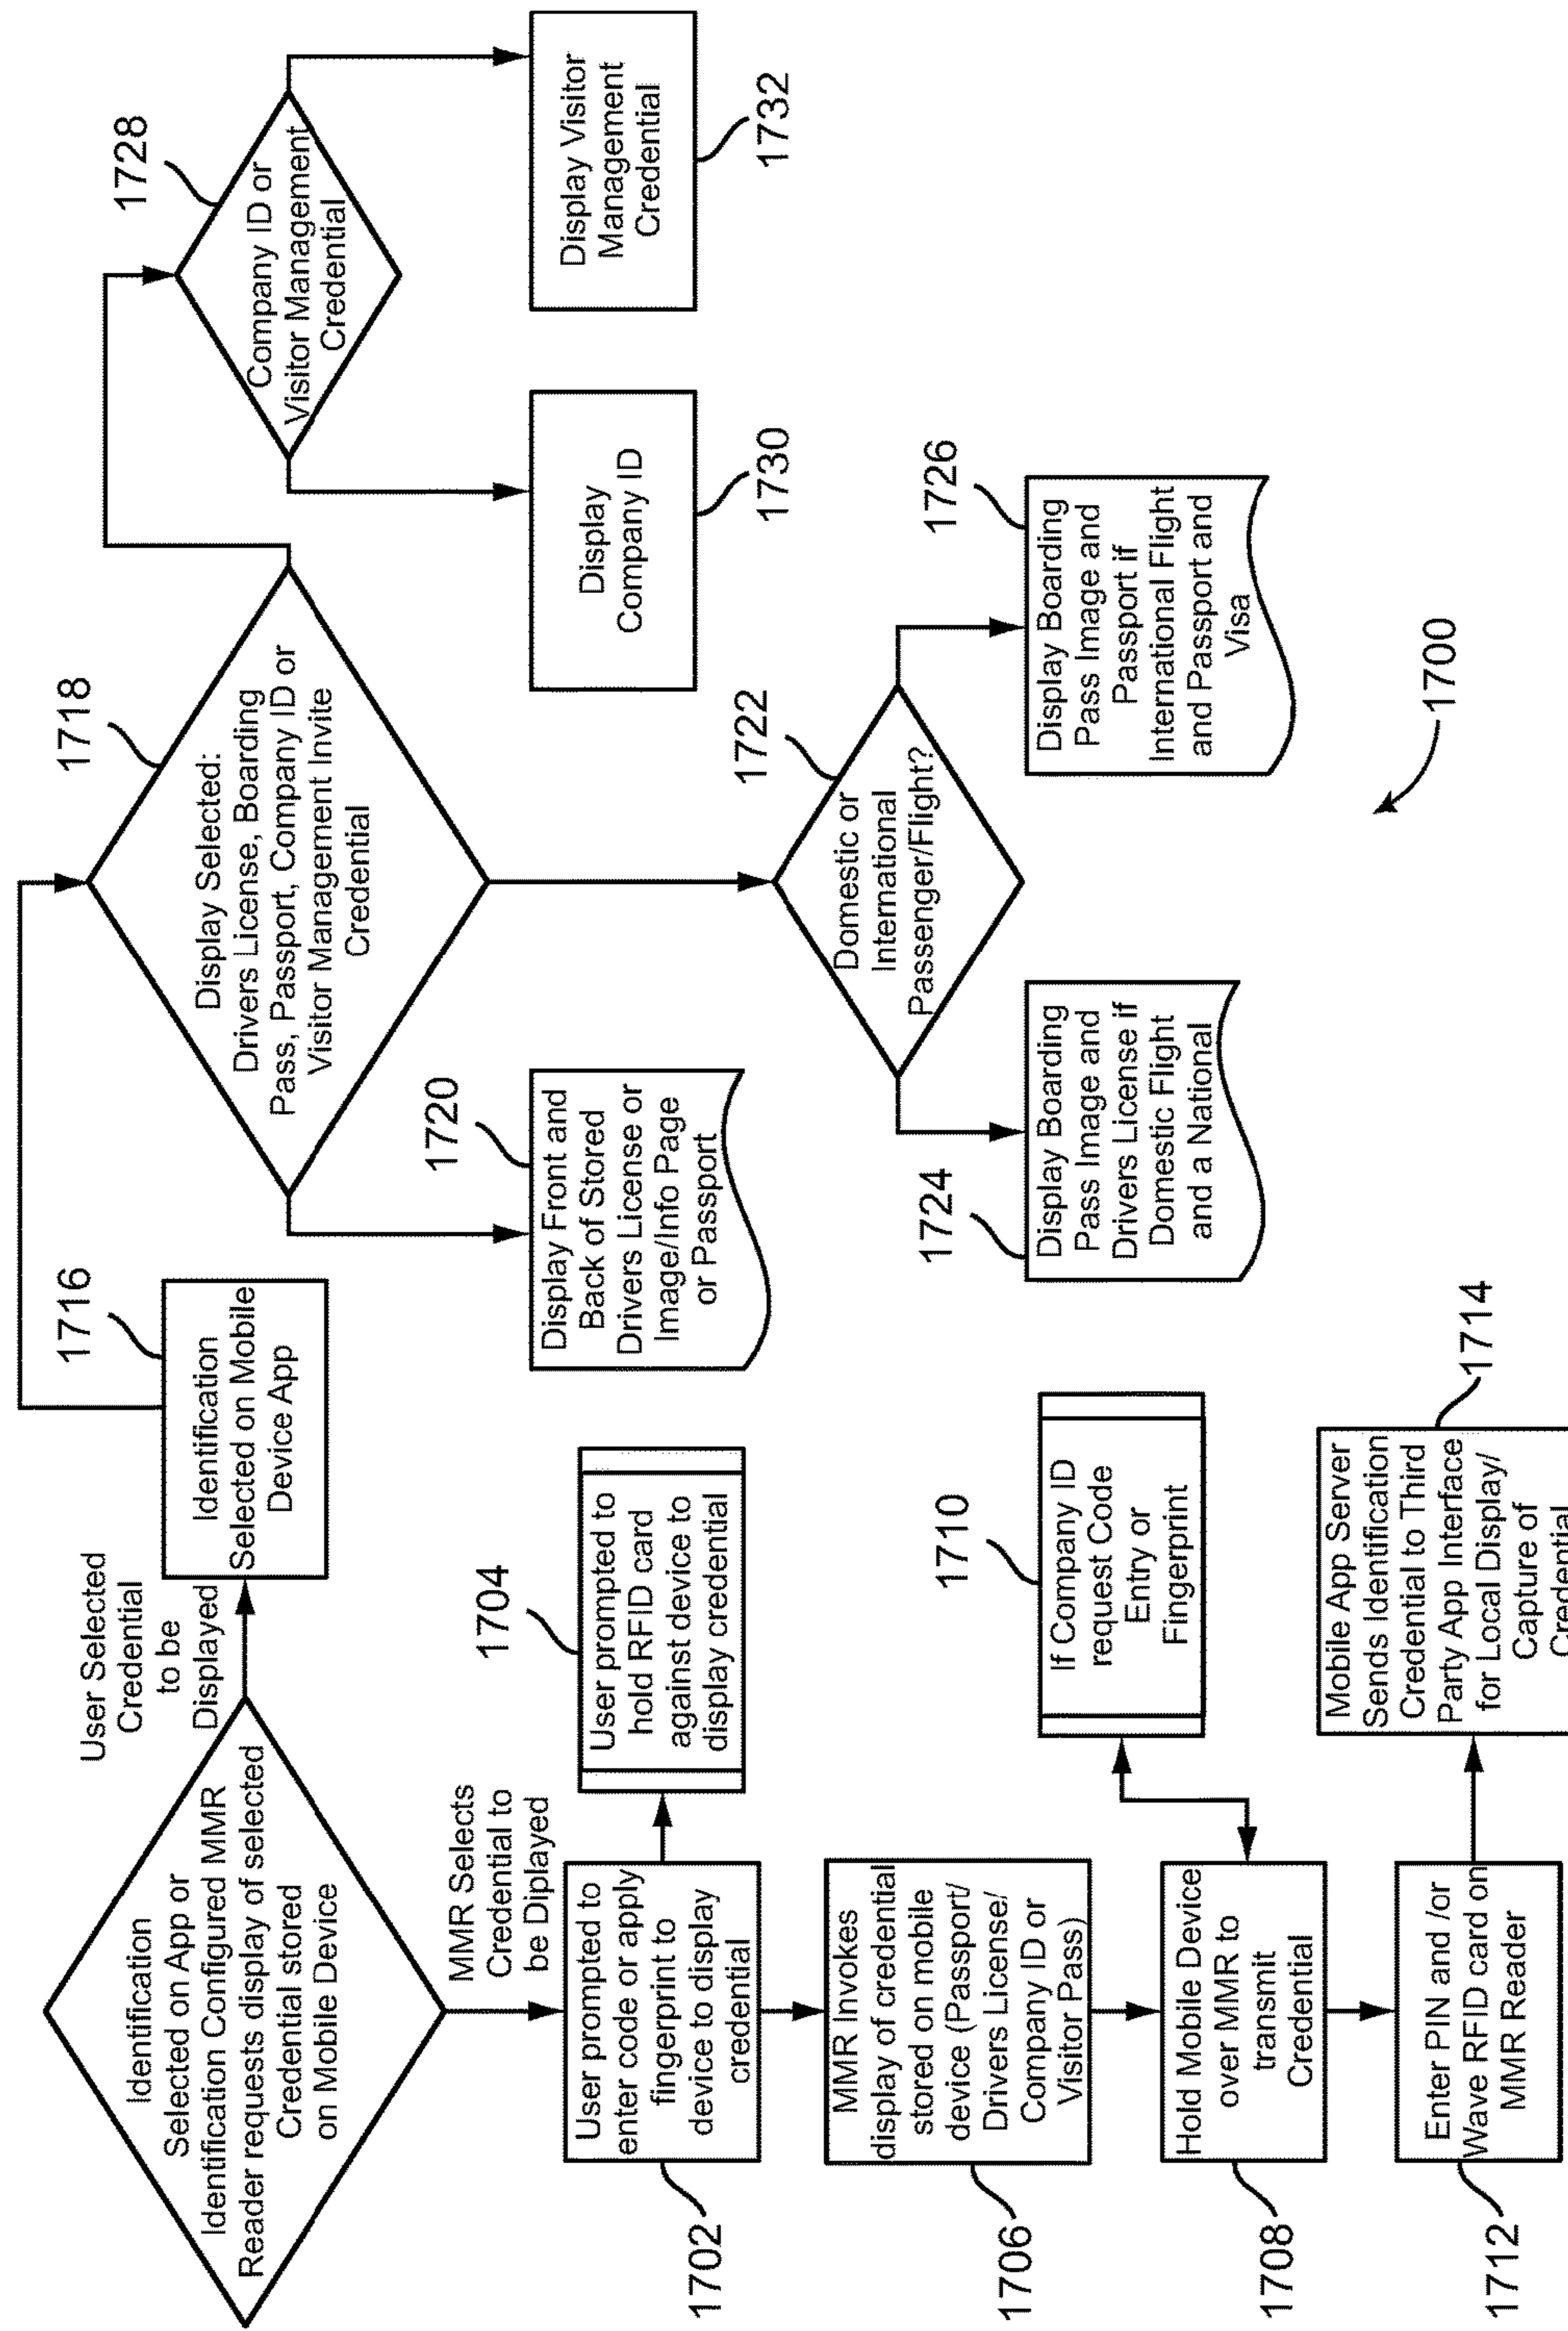 Identification
Selected on App or
Identification Configured MMR
Reader requests display of selected
Credential stored
on Mobile Device
User Selected
Credential
to be
Displayed
MMR Selects
Credential to
be Diplayed
1716
Identification
Selected on Mobile
Device App
1718
Display Selected:
Drivers License, Boarding
Pass, Passport, Company ID or
Visitor Management Invite
Credential
1728
Company ID or
Visitor Management
Credential
1702
User prompted to
enter code or apply
fingerprint to
device to display
credential
1704
User prompted to
hold RFID card
against device to
display credential
1720
Display Front and
Back of Stored
Drivers License or
Image/Info Page
or Passport
Display
Company ID
1730
Display Visitor
Management
Credential
1732
1706
MMR Invokes
display of credential
stored on mobile
device (Passport/
Drivers License/
Company ID or
Visitor Pass)
1722
Domestic or
International
Passenger/Flight?
1708
Hold Mobile Device
over MMR to
transmit
Credential
1710
If Company ID
request Code
Entry or
Fingerprint
1724
Display Boarding
Pass Image and
Drivers License if
Domestic Flight
and a National
1726
Display Boarding
Pass Image and
Passport if
International Flight
and Passport and
Visa
1712
Enter PIN and /or
Wave RFID card on
MMR Reader
1714
Mobile App Server
Sends Identification
Credential to Third
Party App Interface
for Local Display/
Capture of
Credential
1700